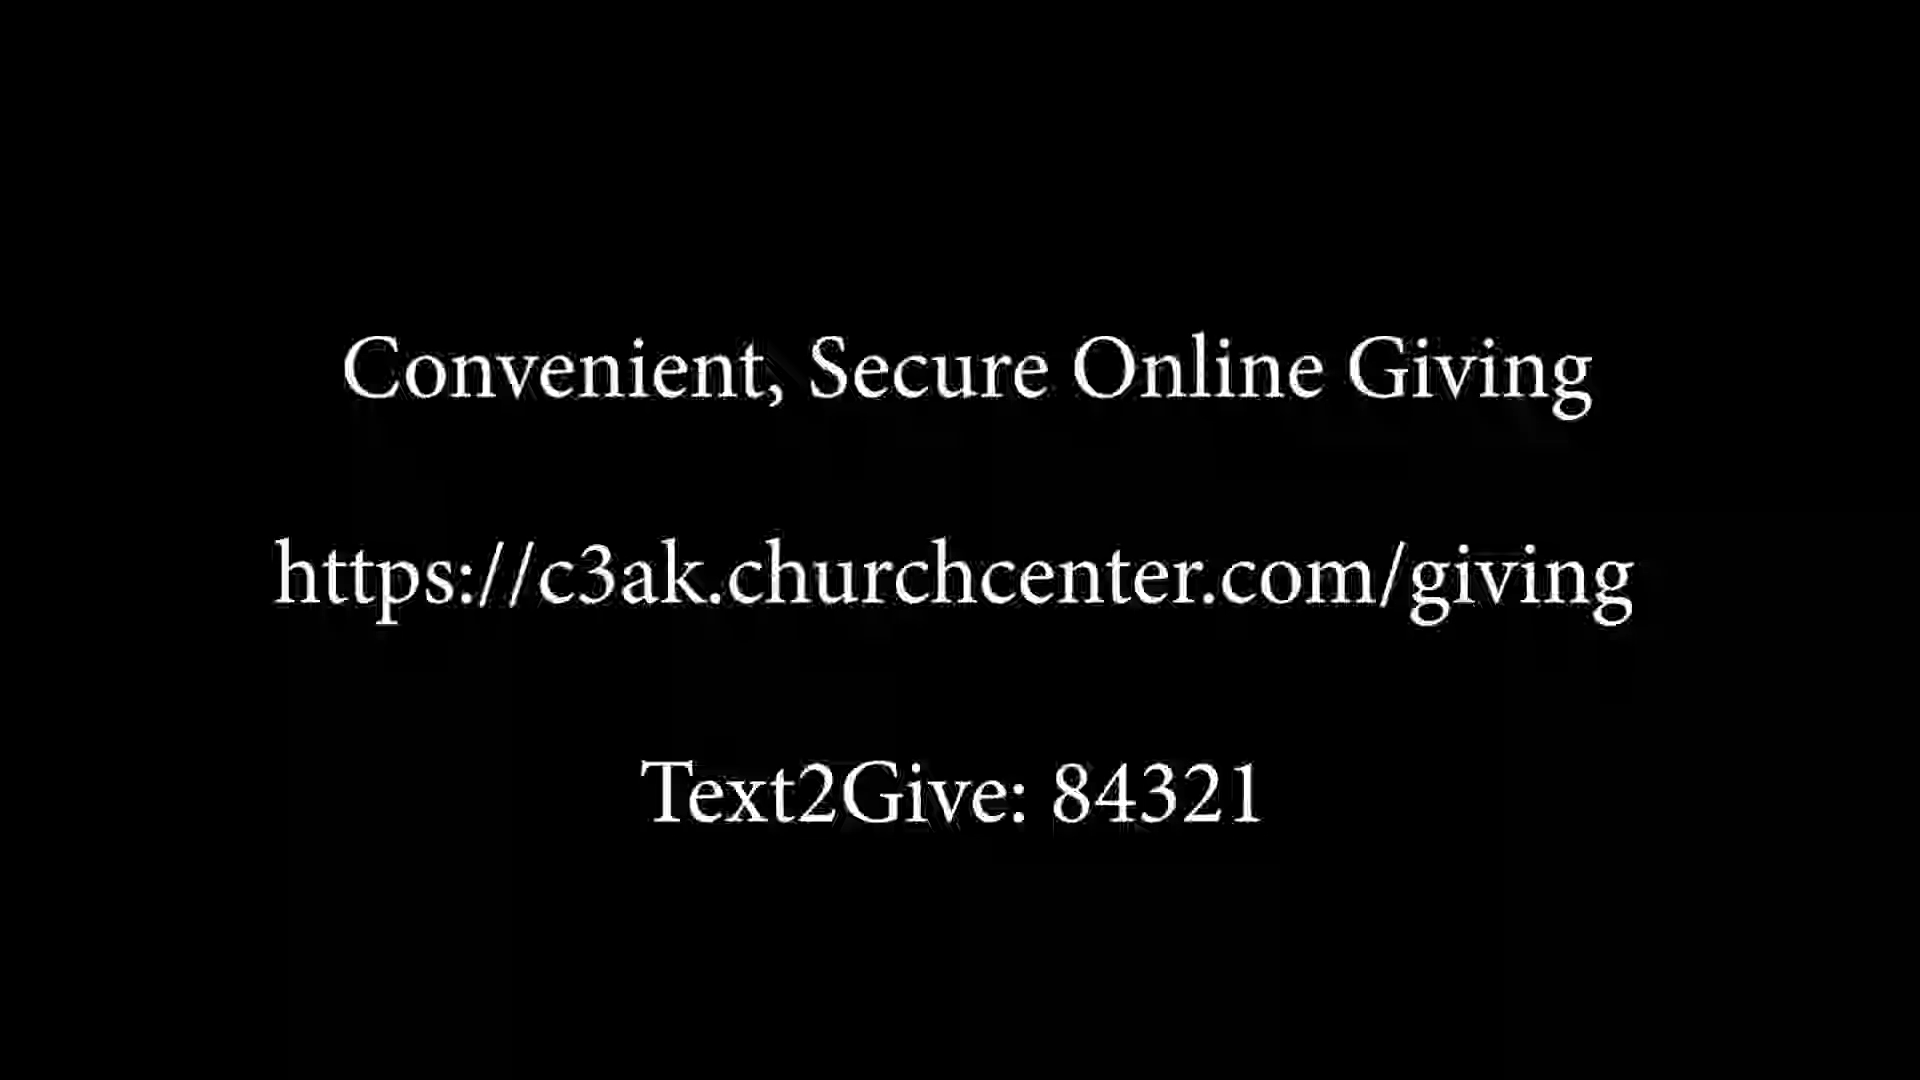 Convenient, Secure Online Giving
https://c3ak.churchcenter.com/giving
Text2Give: 84321